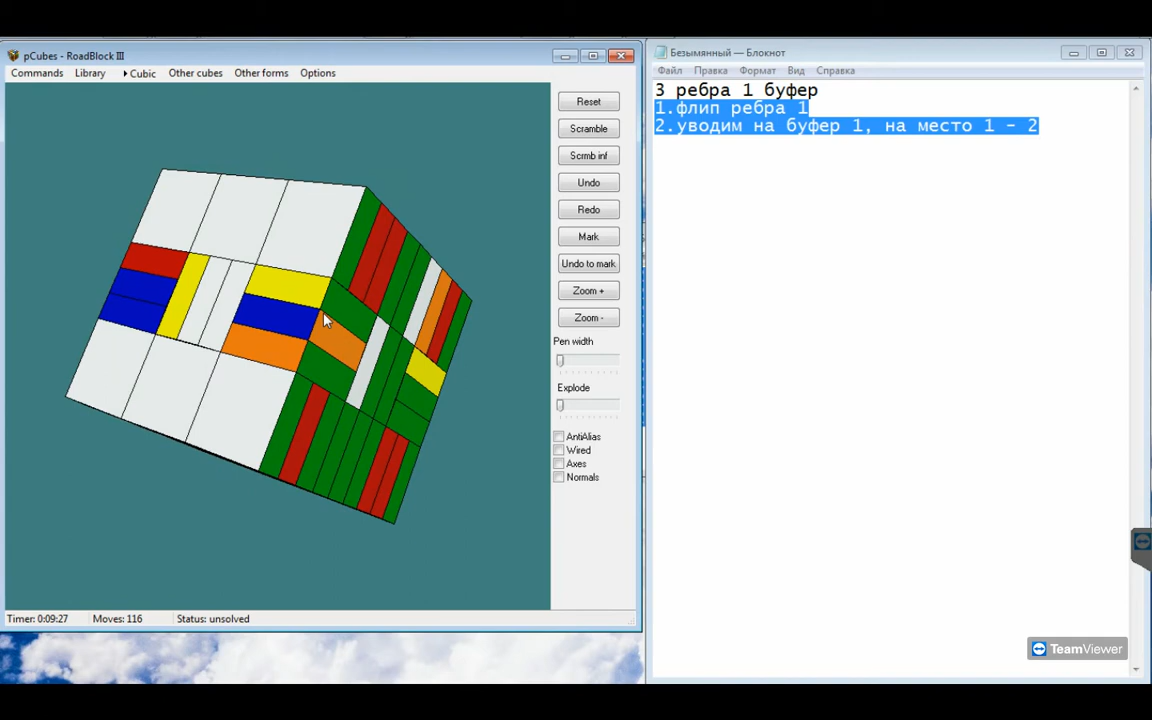 pCubes - RoadBlock III
Commands Library Cubic Other cubes Other forms Options
Reset
Scramble
Scrmb inf
Undo
Redo
Mark
Undo to mark
Zoom +
Zoom -
Pen width
Explode
AntiAlias
Wired
Axes
Normals
Timer: 0:09:27 Moves: 116 Status: unsolved
Безымянный — Блокнот
Файл Правка Формат Вид Справка
3 ребра 1 буфер
1.флип ребра 1
2.уводим на буфер 1, на место 1 - 2
TeamViewer